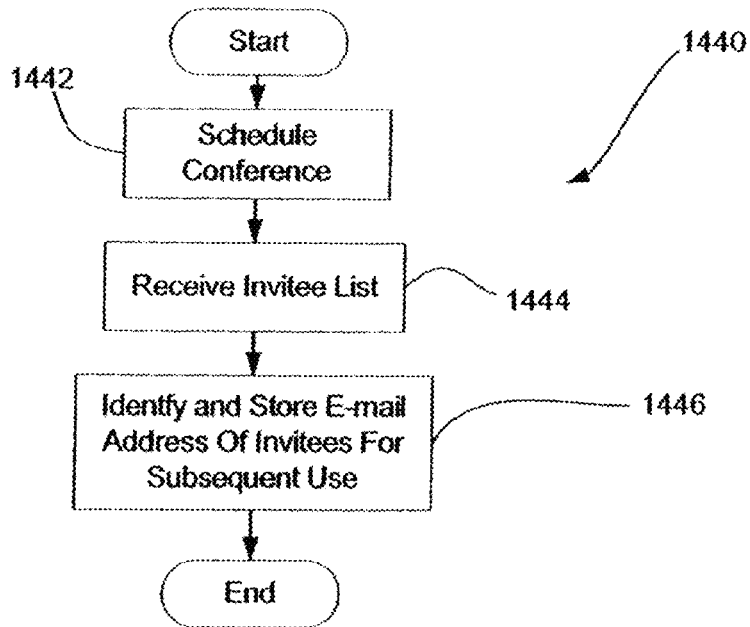 Start
1440
1442
Schedule
Conference
Receive Invitee List
1444
Identfy and Store E-mail
Address Of Invitees For
Subsequent Use
1446
End